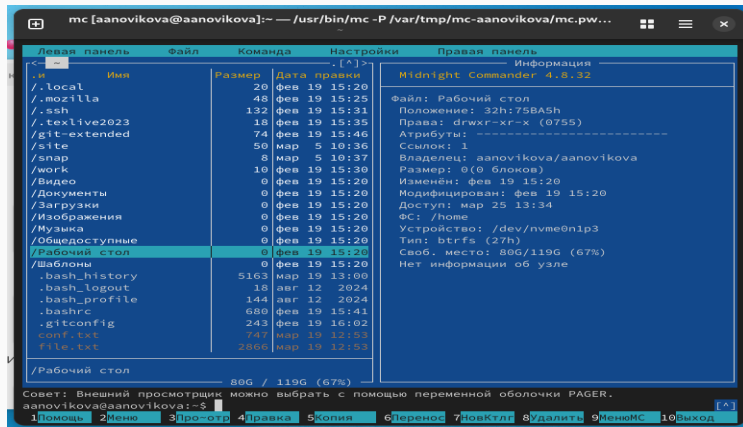 mc [aanovikova@aanovikova]:~ — /usr/bin/mc -P /var/tmp/mc-aanovikova/mc.pw...
~
Левая панель Файл Команда Настройки Правая панель
<— ~ .[^]>
.и Имя Размер Дата правки
/.local 20 фев 19 15:20
/.mozilla 48 фев 19 15:25
/.ssh 132 фев 19 15:31
/.texlive2023 18 фев 19 15:35
/git-extended 74 фев 19 15:46
/site 50 мар 5 10:36
/snap 8 мар 5 10:37
/work 10 фев 19 15:30
/Видео 0 фев 19 15:20
/Документы 0 фев 19 15:20
/Загрузки 0 фев 19 15:20
/Изображения 0 фев 19 15:20
/Музыка 0 фев 19 15:20
/Общедоступные 0 фев 19 15:20
/Рабочий стол 0 фев 19 15:20
/Шаблоны 0 фев 19 15:20
.bash_history 5163 мар 19 13:00
.bash_logout 18 авг 12 2024
.bash_profile 144 авг 12 2024
.bashrc 680 фев 19 15:41
.gitconfig 243 фев 19 16:02
conf.txt 747 мар 19 12:53
file.txt 2866 мар 19 12:53
/Рабочий стол
80G / 119G (67%)
Информация
Midnight Commander 4.8.32
Файл: Рабочий стол
Положение: 32h:75BA5h
Права: drwxr-xr-x (0755)
Атрибуты: -------------------------
Ссылок: 1
Владелец: aanovikova/aanovikova
Размер: 0(0 блоков)
Изменён: фев 19 15:20
Модифицирован: фев 19 15:20
Доступ: мар 25 13:34
ФС: /home
Устройство: /dev/nvme0n1p3
Тип: btrfs (27h)
Своб. место: 80G/119G (67%)
Нет информации об узле
Совет: Внешний просмотрщик можно выбрать с помощью переменной оболочки PAGER.
aanovikova@aanovikova:~$ [^]
1Помощь 2Меню 3Про~отр 4Правка 5Копия 6Перенос 7НовКтлг 8Удалить 9МенюМС 10Выход